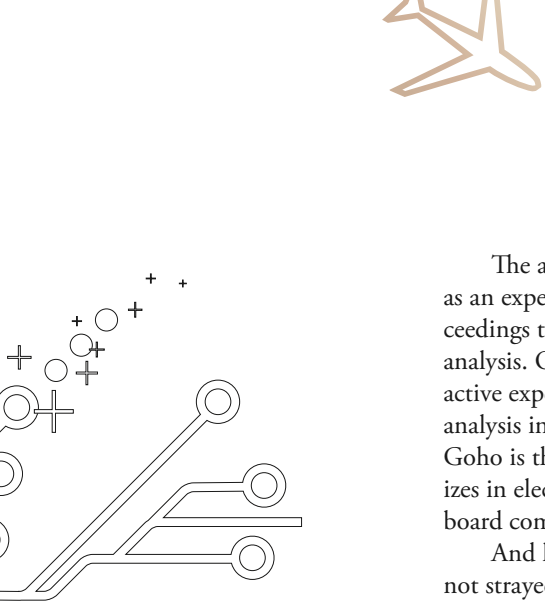 The a
as an expe
ceedings t
analysis. 
active exp
analysis in
Goho is th
izes in elec
board com
And 
not straye